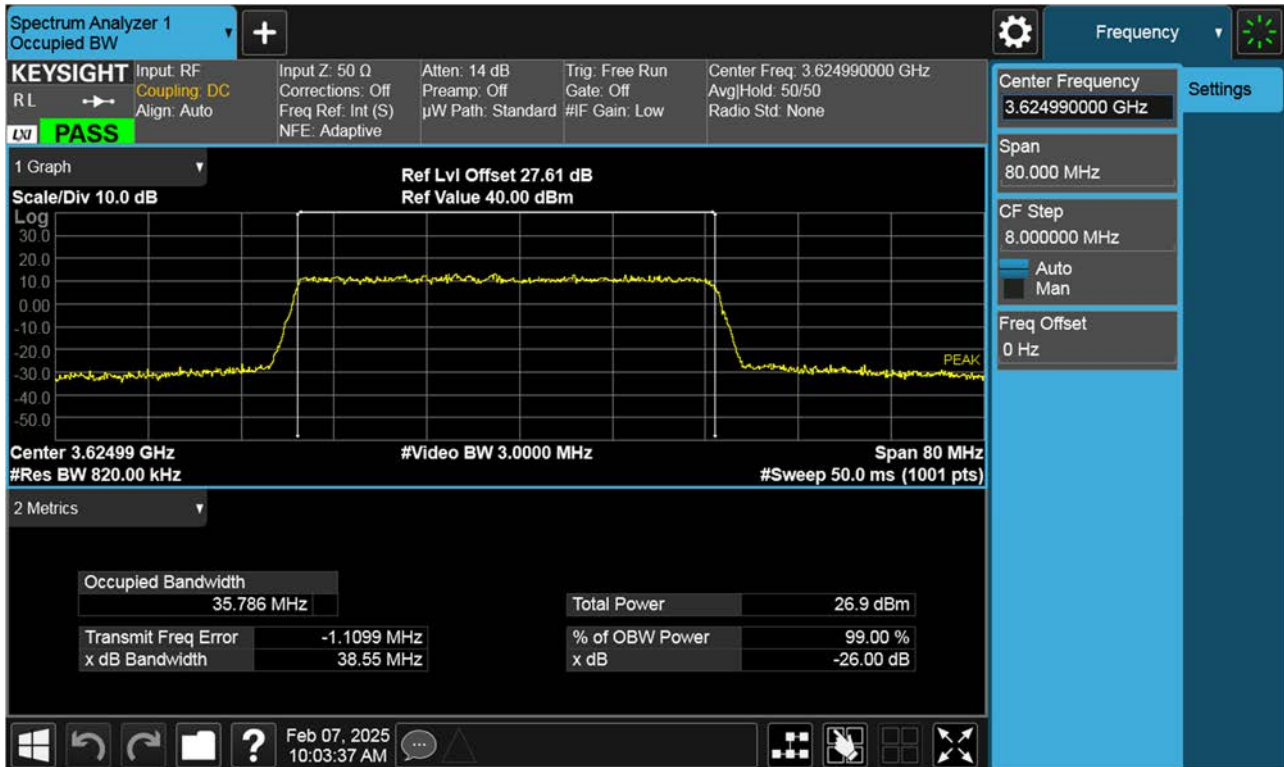 Spectrum Analyzer 1
Occupied BW
+
Frequency
KEYSIGHT
RL
LXI
PASS
Input: RF
Coupling: DC
Align: Auto
Input Z: 50 Ω
Corrections: Off
Freq Ref: Int (S)
NFE: Adaptive
Atten: 14 dB
Preamp: Off
µW Path: Standard
Trig: Free Run
Gate: Off
#IF Gain: Low
Center Freq: 3.624990000 GHz
Avg|Hold: 50/50
Radio Std: None
Center Frequency
3.624990000 GHz
Settings
Span
80.000 MHz
CF Step
8.000000 MHz
Auto
Man
Freq Offset
0 Hz
1 Graph
Scale/Div 10.0 dB
Ref Lvl Offset 27.61 dB
Ref Value 40.00 dBm
Log
30.0
20.0
10.0
0.00
-10.0
-20.0
-30.0
-40.0
-50.0
PEAK
Center 3.62499 GHz
#Video BW 3.0000 MHz
Span 80 MHz
#Res BW 820.00 kHz
#Sweep 50.0 ms (1001 pts)
2 Metrics
Occupied Bandwidth
35.786 MHz
Total Power 26.9 dBm
Transmit Freq Error -1.1099 MHz
% of OBW Power 99.00 %
x dB Bandwidth 38.55 MHz
x dB -26.00 dB
?
Feb 07, 2025
10:03:37 AM